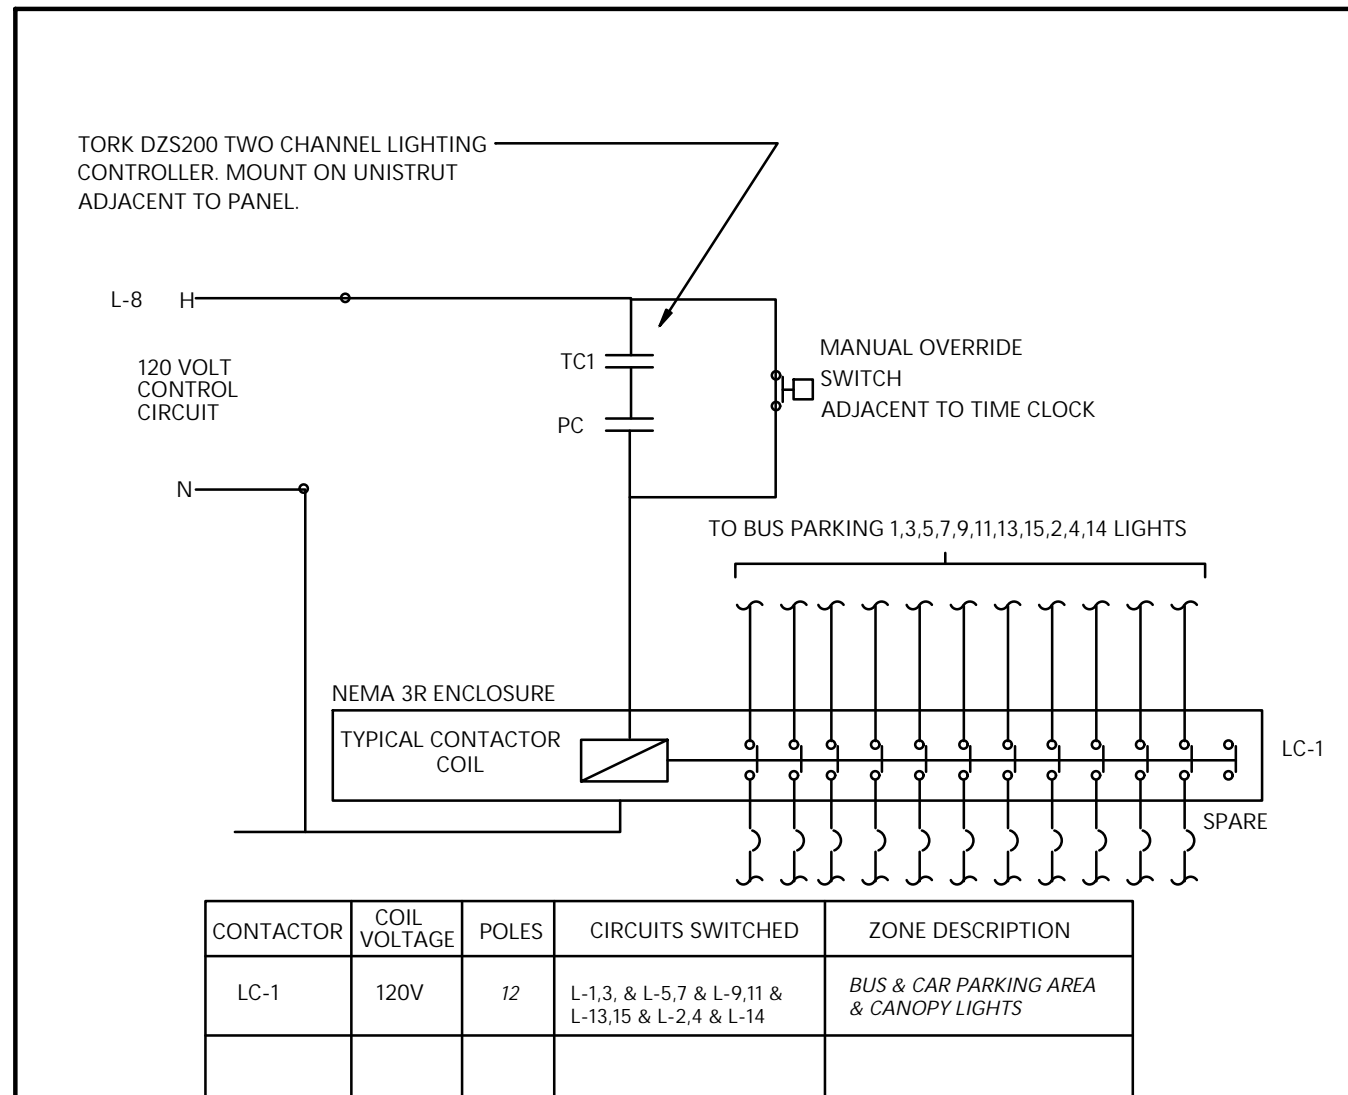 TORK DZS200 TWO CHANNEL LIGHTING
CONTROLLER. MOUNT ON UNISTRUT
ADJACENT TO PANEL.
L-8 H
120 VOLT
CONTROL
CIRCUIT
TC1
PC
MANUAL OVERRIDE
SWITCH
ADJACENT TO TIME CLOCK
N
TO BUS PARKING 1,3,5,7,9,11,13,15,2,4,14 LIGHTS
NEMA 3R ENCLOSURE
TYPICAL CONTACTOR
COIL
LC-1
SPARE
CONTACTOR
COIL
VOLTAGE
POLES
CIRCUITS SWITCHED
ZONE DESCRIPTION
LC-1
120V
12
L-1,3, & L-5,7 & L-9,11 &
L-13,15 & L-2,4 & L-14
BUS & CAR PARKING AREA
& CANOPY LIGHTS